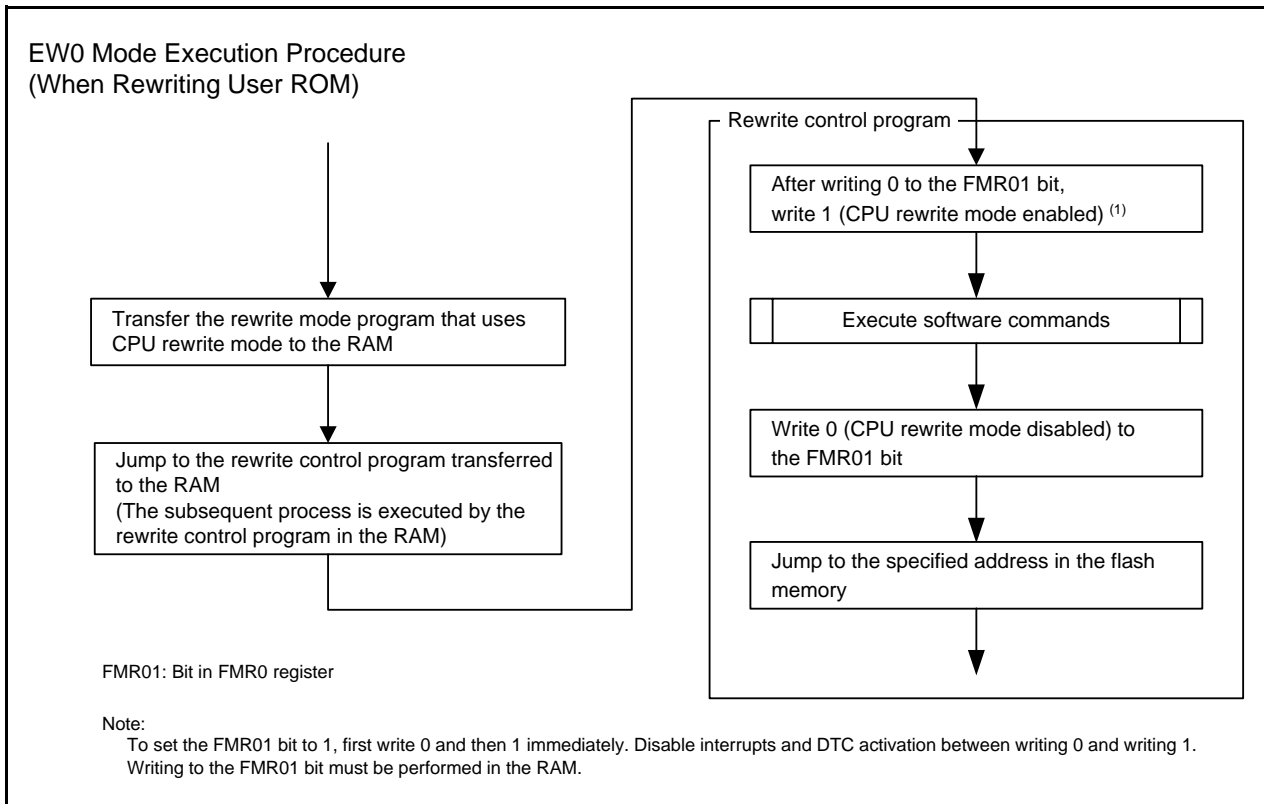 EW0 Mode Execution Procedure
(When Rewriting User ROM)
Transfer the rewrite mode program that uses
CPU rewrite mode to the RAM
Jump to the rewrite control program transferred
to the RAM
(The subsequent process is executed by the
rewrite control program in the RAM)
Rewrite control program
After writing 0 to the FMR01 bit,
write 1 (CPU rewrite mode enabled) (1)
Execute software commands
Write 0 (CPU rewrite mode disabled) to
the FMR01 bit
Jump to the specified address in the flash
memory
FMR01: Bit in FMR0 register
Note:
To set the FMR01 bit to 1, first write 0 and then 1 immediately. Disable interrupts and DTC activation between writing 0 and writing 1.
Writing to the FMR01 bit must be performed in the RAM.